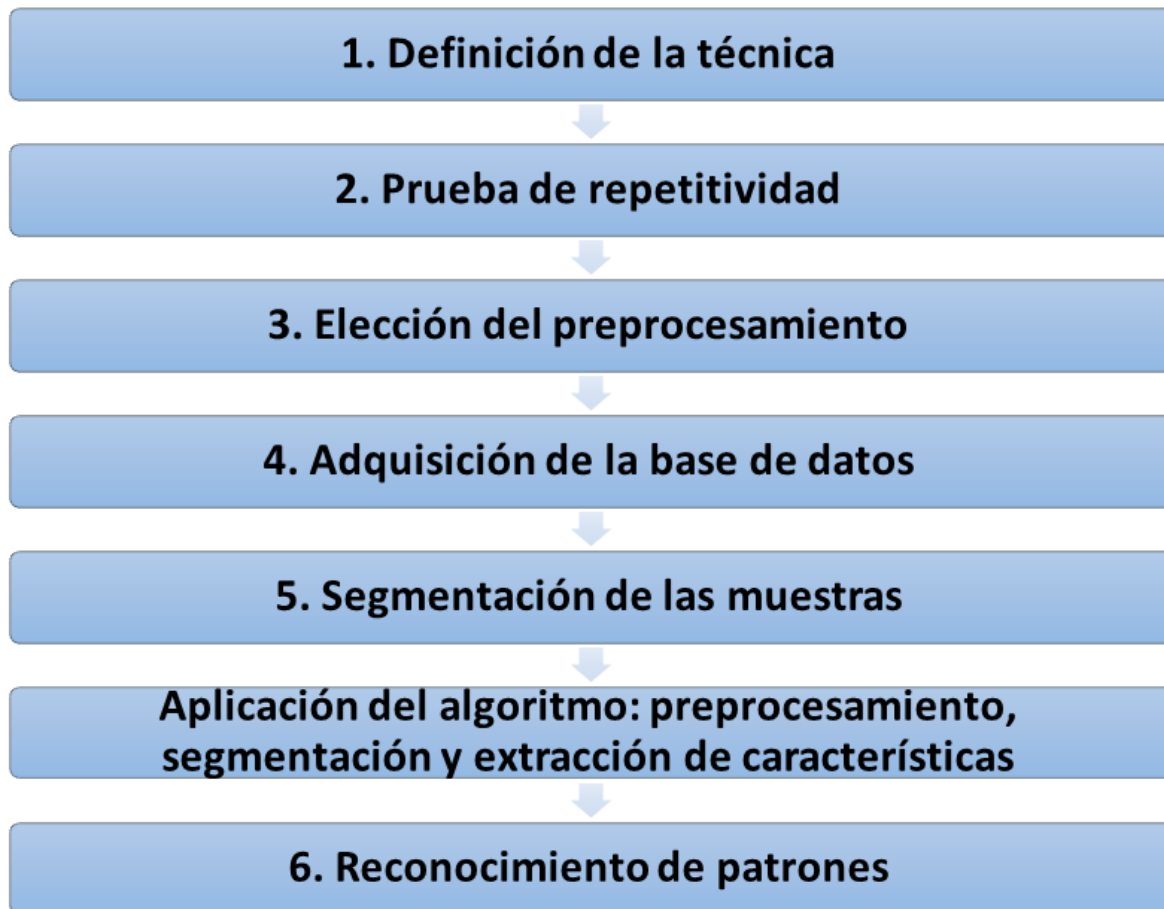 1. Definición de la técnica
2. Prueba de repetitividad
3. Elección del preprocesamiento
4. Adquisición de la base de datos
5. Segmentación de las muestras
Aplicación del algoritmo: preprocesamiento,
segmentación y extracción de características
6. Reconocimiento de patrones